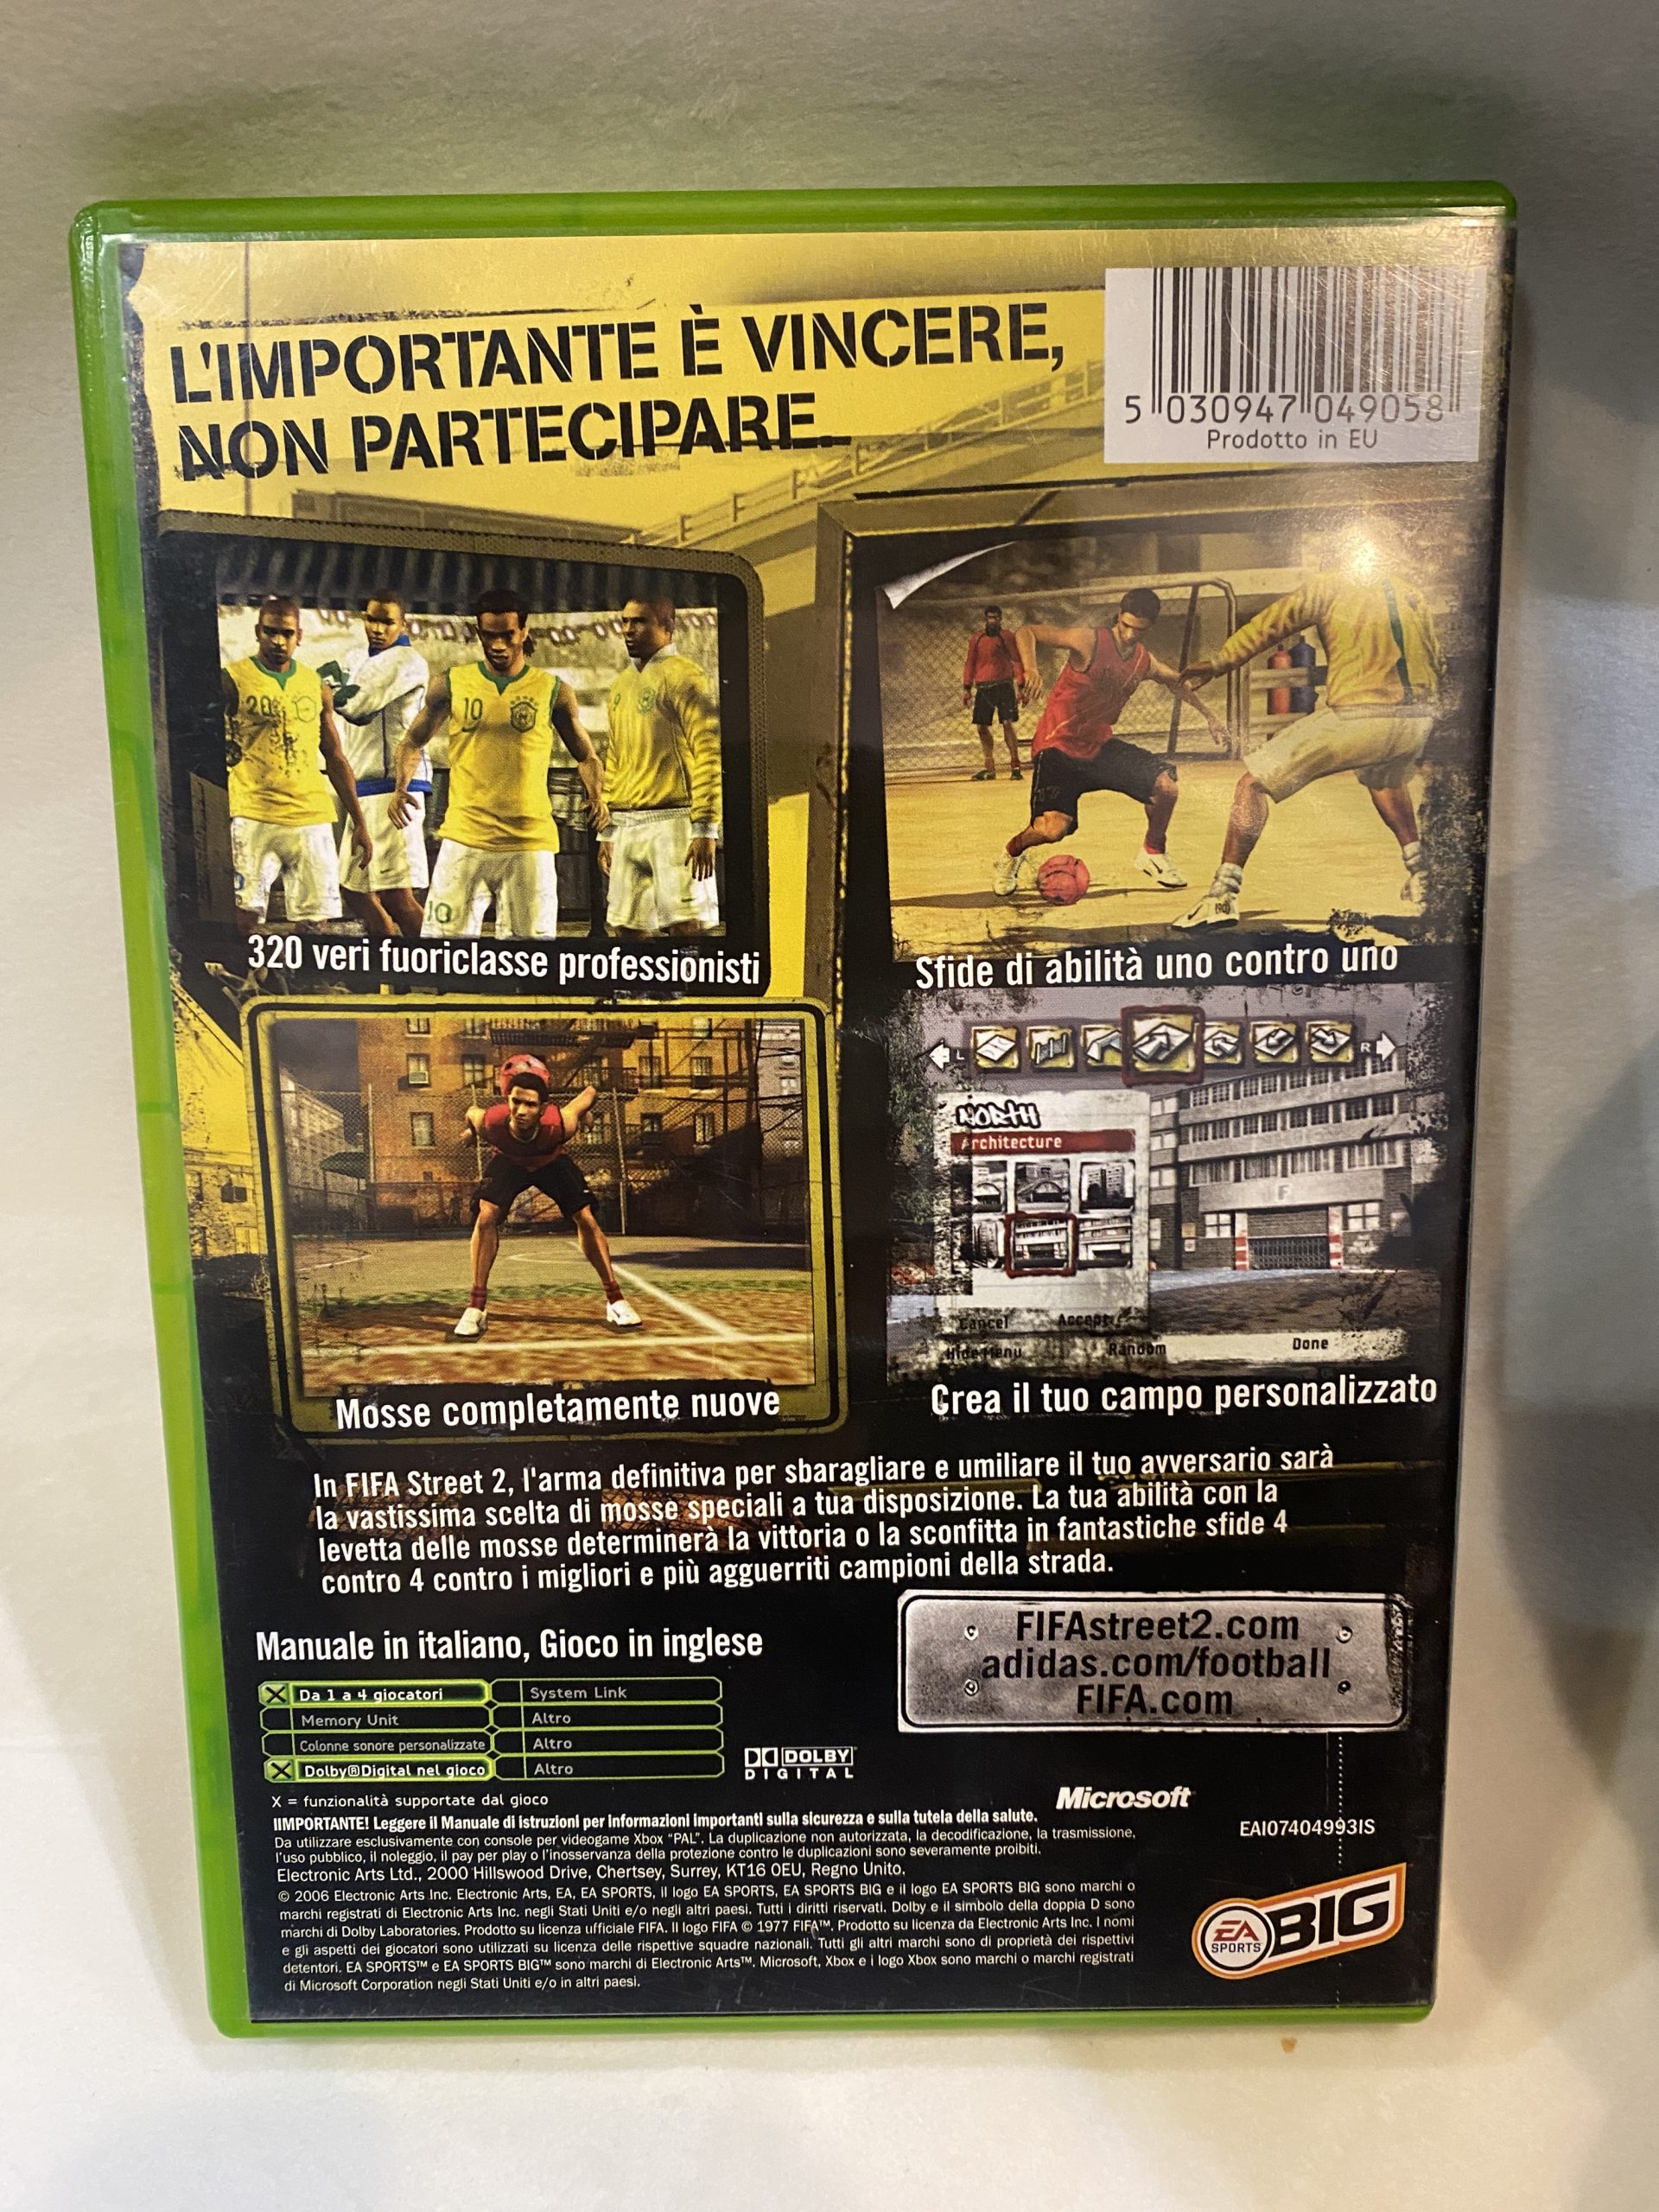 L'IMPORTANTE È VINCERE,
NON PARTECIPARE.
5 030947 049058
Prodotto in EU
20
10
10
320 veri fuoriclasse professionisti
Sfide di abilità uno contro uno
L
R
NORTH
Architecture
Cancel
Accept
Hide Menu
Random
Done
Mosse completamente nuove
Crea il tuo campo personalizzato
In FIFA Street 2, l'arma definitiva per sbaragliare e umiliare il tuo avversario sarà
la vastissima scelta di mosse speciali a tua disposizione. La tua abilità con la
levetta delle mosse determinerà la vittoria o la sconfitta in fantastiche sfide 4
contro 4 contro i migliori e più agguerriti campioni della strada.
FIFAstreet2.com
adidas.com/football
FIFA.com
Manuale in italiano, Gioco in inglese
X Da 1 a 4 giocatori
System Link
Memory Unit
Altro
Colonne sonore personalizzate
Altro
X Dolby®Digital nel gioco
Altro
DOLBY
DIGITAL
X = funzionalità supportate dal gioco
Microsoft
IIMPORTANTE! Leggere il Manuale di istruzioni per informazioni importanti sulla sicurezza e sulla tutela della salute.
Da utilizzare esclusivamente con console per videogame Xbox "PAL". La duplicazione non autorizzata, la decodificazione, la trasmissione,
l'uso pubblico, il noleggio, il pay per play o l'inosservanza della protezione contro le duplicazioni sono severamente proibiti.
Electronic Arts Ltd., 2000 Hillswood Drive, Chertsey, Surrey, KT16 0EU, Regno Unito.
EAI07404993IS
© 2006 Electronic Arts Inc. Electronic Arts, EA, EA SPORTS, il logo EA SPORTS, EA SPORTS BIG e il logo EA SPORTS BIG sono marchi o
marchi registrati di Electronic Arts Inc. negli Stati Uniti e/o negli altri paesi. Tutti i diritti riservati. Dolby e il simbolo della doppia D sono
marchi di Dolby Laboratories. Prodotto su licenza ufficiale FIFA. Il logo FIFA © 1977 FIFA™. Prodotto su licenza da Electronic Arts Inc. I nomi
e gli aspetti dei giocatori sono utilizzati su licenza delle rispettive squadre nazionali. Tutti gli altri marchi sono di proprietà dei rispettivi
detentori. EA SPORTS™ e EA SPORTS BIG™ sono marchi di Electronic Arts™. Microsoft, Xbox e i logo Xbox sono marchi o marchi registrati
di Microsoft Corporation negli Stati Uniti e/o in altri paesi.
EA
SPORTS
BIG